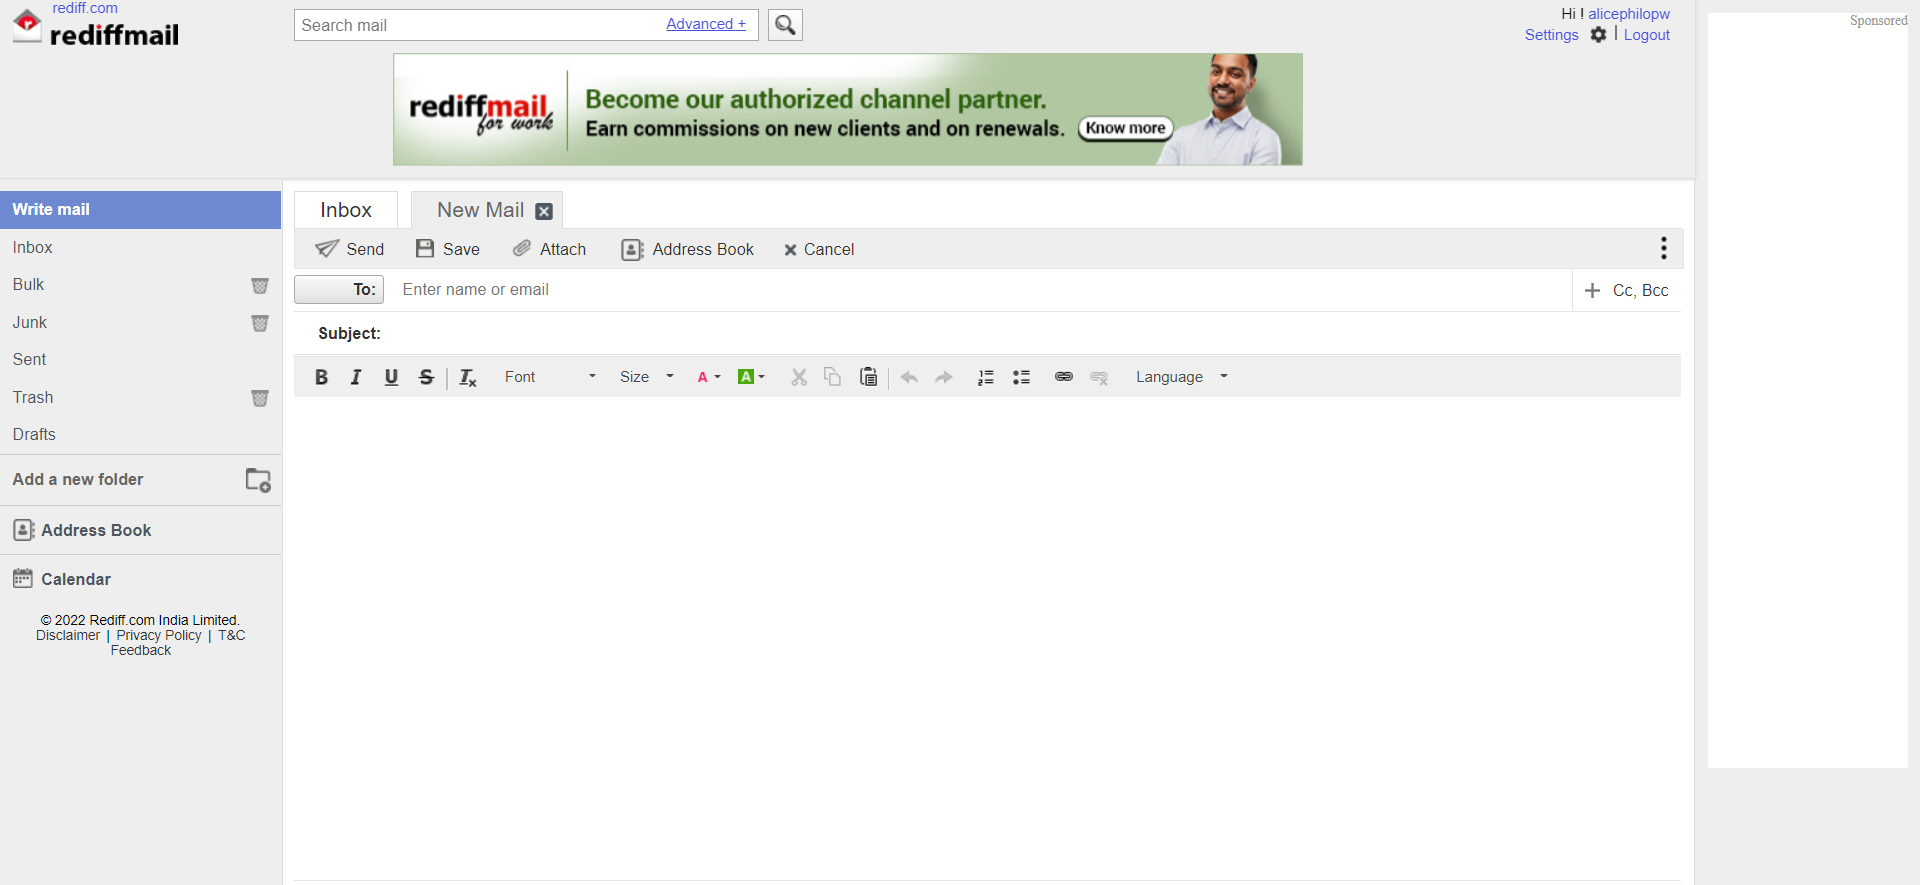 rediff.com
rediffmail
Search mail
Advanced +
Hi ! alicephilopw
Settings | Logout
Sponsored
rediffmail for work
Become our authorized channel partner.
Earn commissions on new clients and on renewals.
Know more
Write mail
Inbox
Bulk
Junk
Sent
Trash
Drafts
Add a new folder
Address Book
Calendar
© 2022 Rediff.com India Limited.
Disclaimer | Privacy Policy | T&C
Feedback
Inbox
New Mail
Send
Save
Attach
Address Book
Cancel
To:
Enter name or email
Cc, Bcc
Subject:
B I U S Tx Font Size A A Language